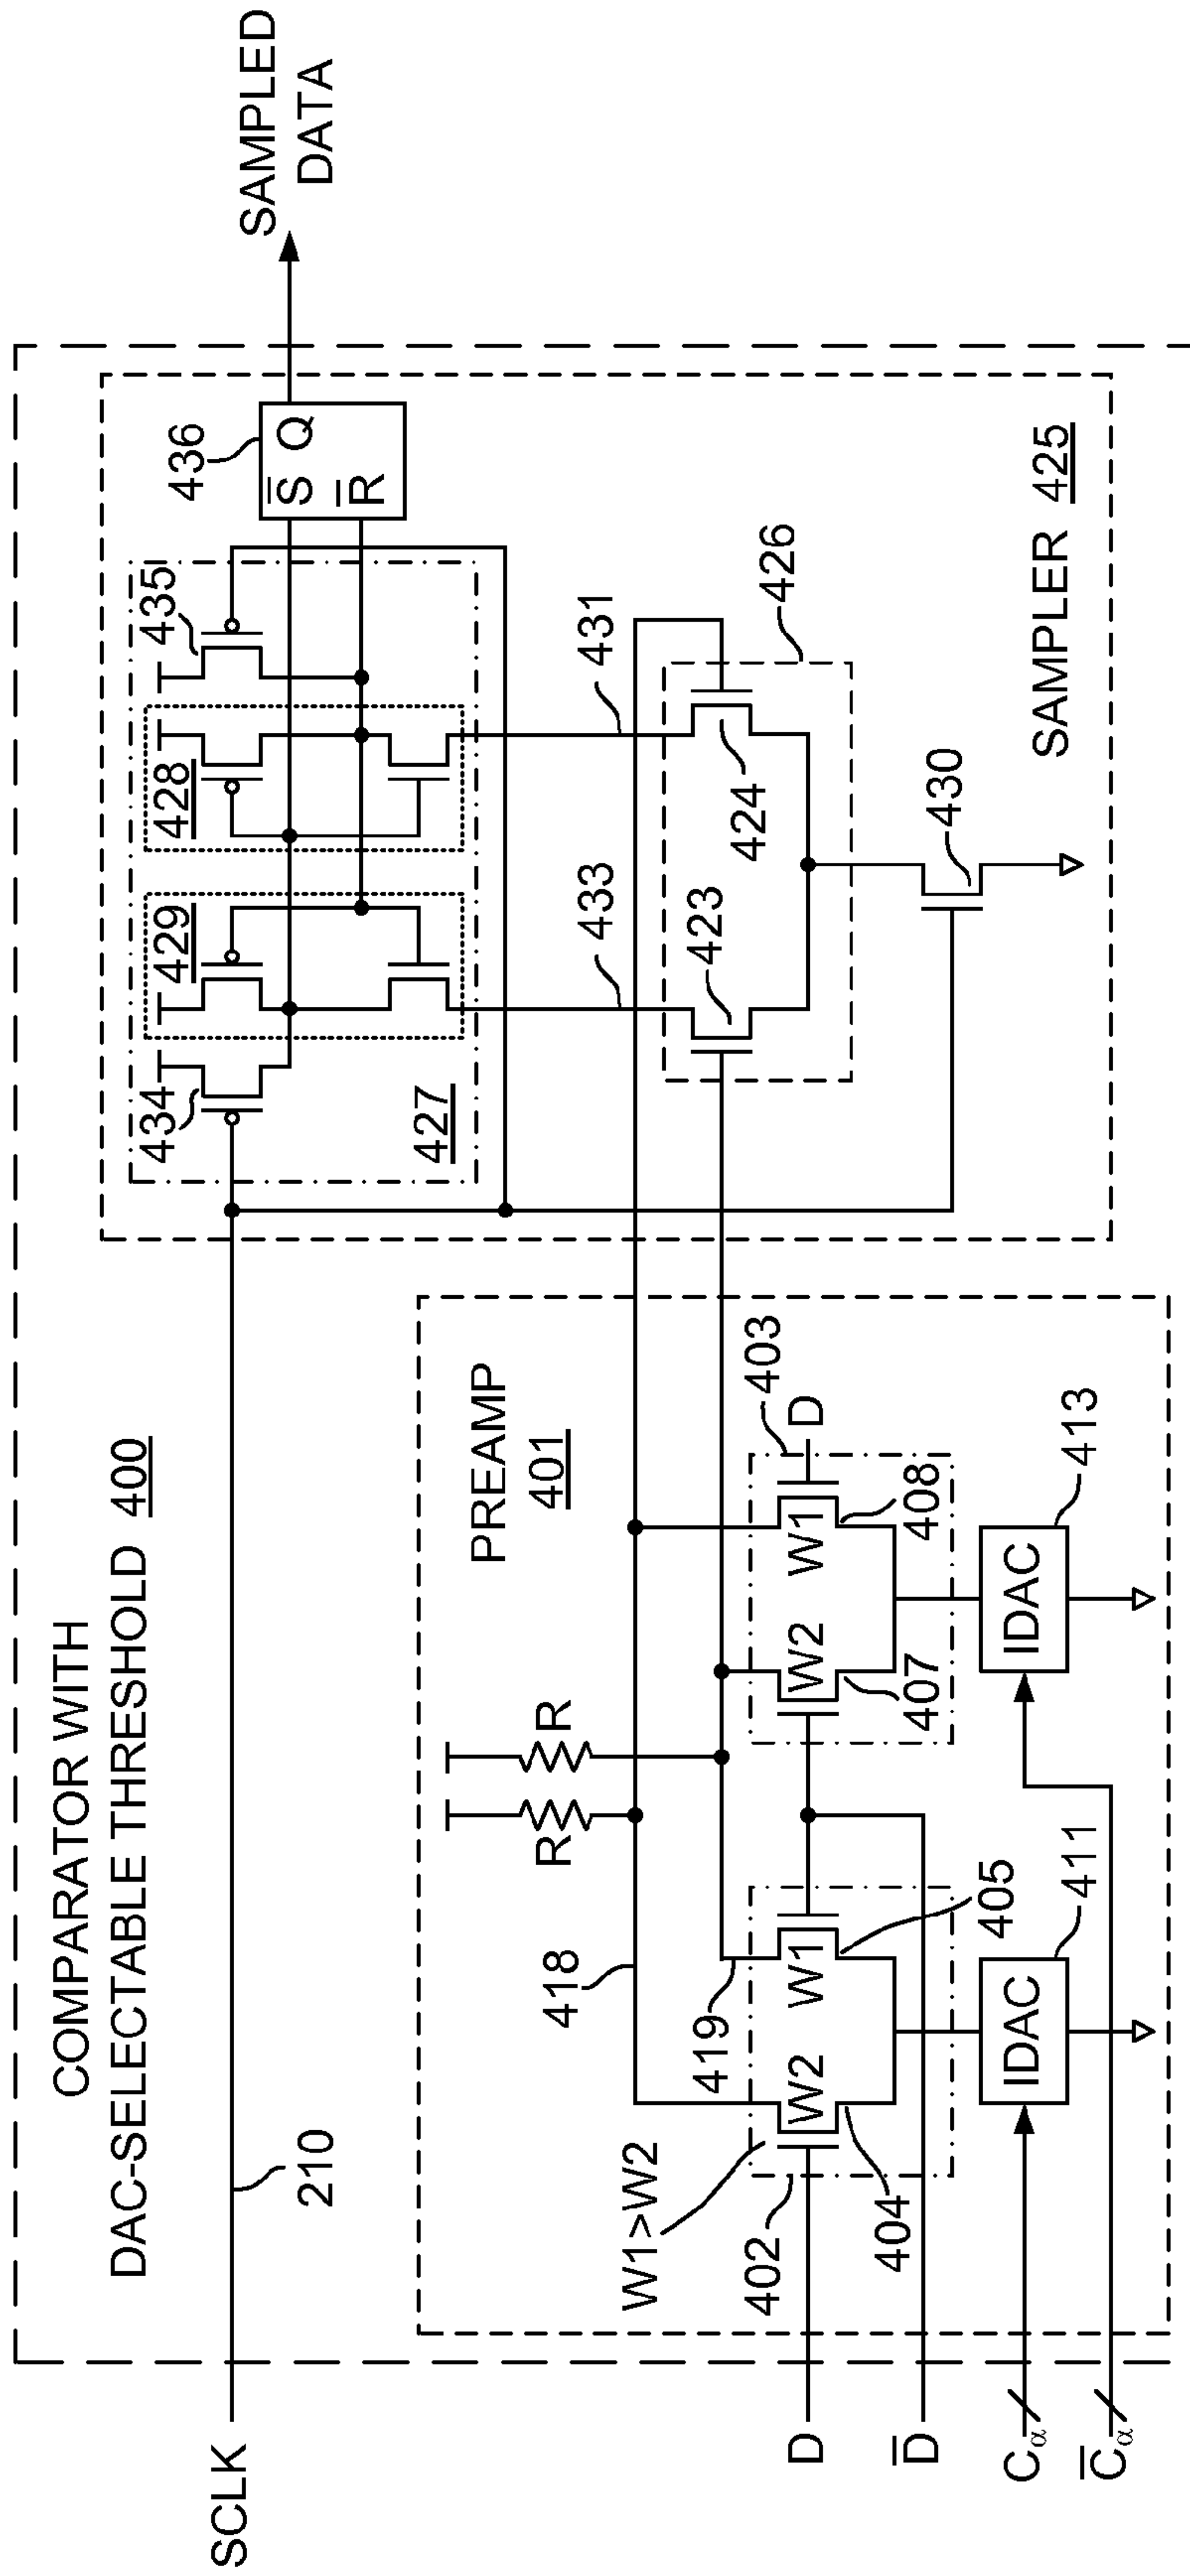 COMPARATOR WITH
DAC-SELECTABLE THRESHOLD 400
SCLK
210
SAMPLED
DATA
434
429
428
435
436
S̅ Q
R̅
427
433
431
423
424
426
430
SAMPLER 425
PREAMP
401
R
R
418
419
W1>W2
402
W2
W1
404
405
W2
W1
407
408
403
D
IDAC
411
IDAC
413
D
D̅
Cα
C̅α